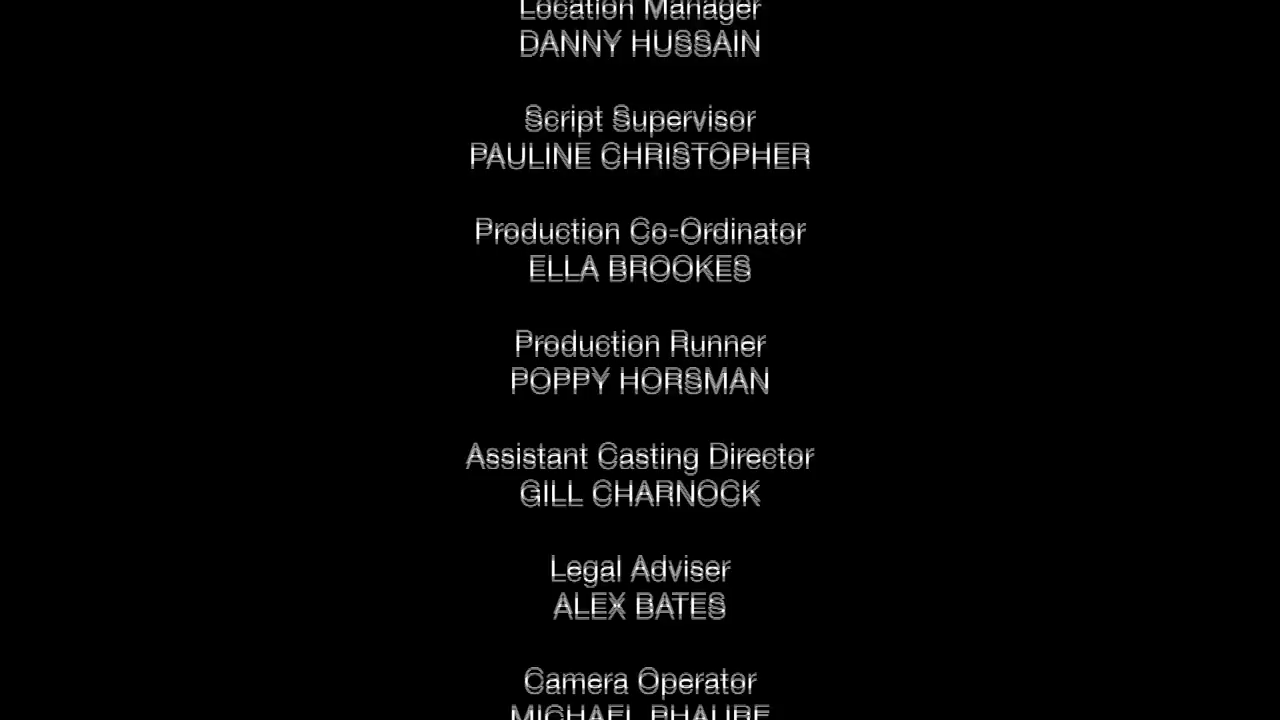 Location Manager
DANNY HUSSAIN
Script Supervisor
PAULINE CHRISTOPHER
Production Co-Ordinator
ELLA BROOKES
Production Runner
POPPY HORSMAN
Assistant Casting Director
GILL CHARNOCK
Legal Adviser
ALEX BATES
Camera Operator
MICHAEL